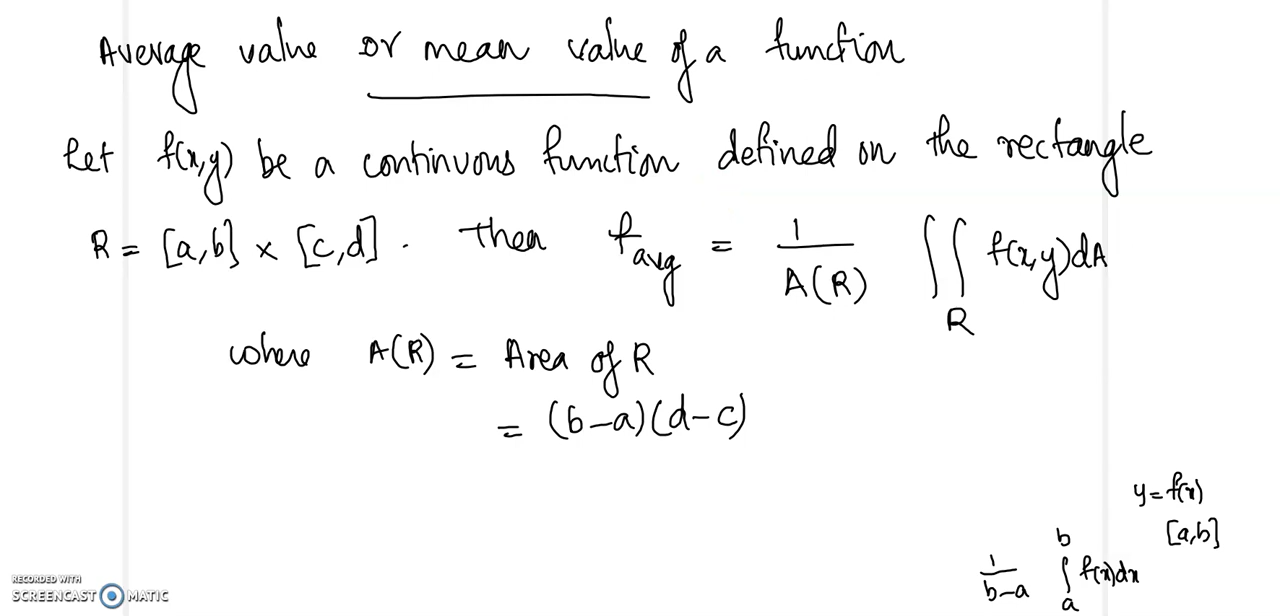 Average value or mean value of a function
Let f(x,y) be a continuous function defined on the rectangle
R = [a,b] × [c,d]. Then f_avg = 1/A(R) ∬_R f(x,y)dA
where A(R) = Area of R
= (b-a)(d-c)
y = f(x)
[a,b]
1/(b-a) ∫_a^b f(x)dx
RECORDED WITH
SCREENCAST MATIC